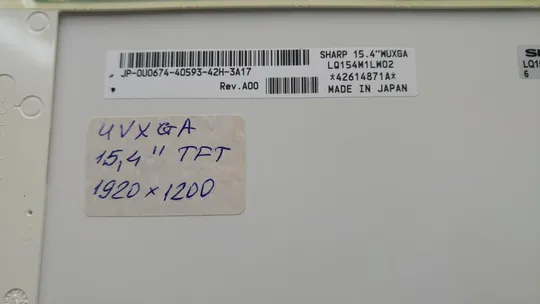 SHARP 15.4"WUXGA
LQ154M1LW02
*42614871A*
MADE IN JAPAN
JP-0U0674-40593-42H-3A17
Rev.A00
UVXGA
15,4" TFT
1920 x 1200
6